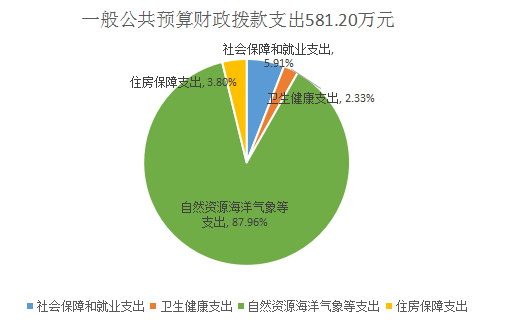 一般公共预算财政拨款支出581.20万元
社会保障和就业支出,
5.91%
住房保障支出, 3.80%
卫生健康支出, 2.33%
自然资源海洋气象等
支出, 87.96%
社会保障和就业支出 卫生健康支出 自然资源海洋气象等支出 住房保障支出